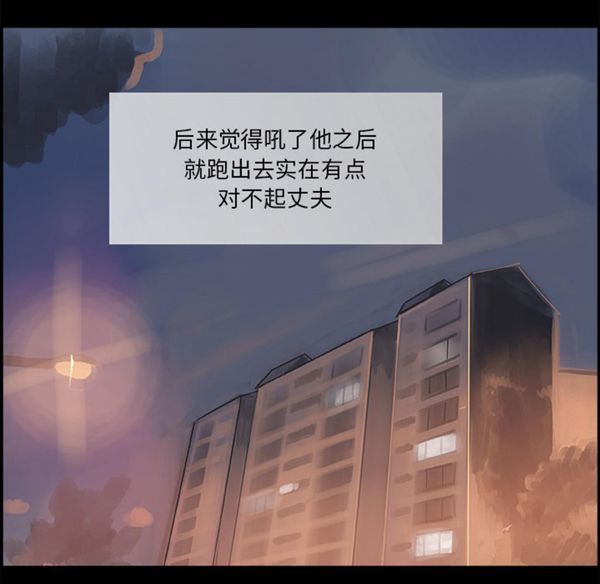 后来觉得吼了他之后
就跑出去实在有点
对不起丈夫